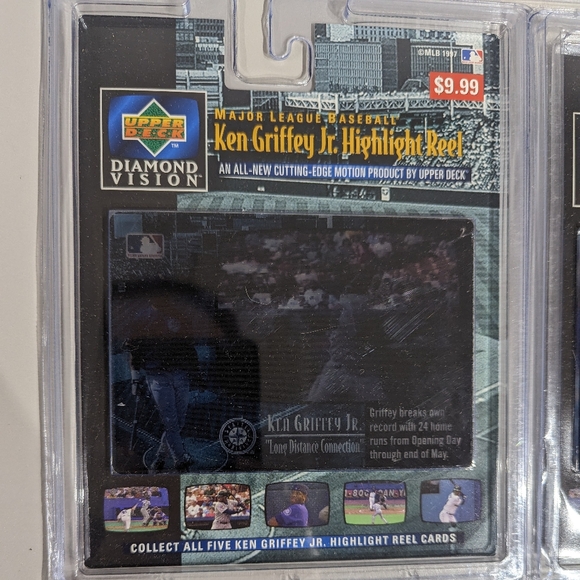 ©MLB 1997
$9.99
UPPER
DECK
™
DIAMOND
VISION™
MAJOR LEAGUE BASEBALL
Ken Griffey Jr. Highlight Reel
AN ALL-NEW CUTTING-EDGE MOTION PRODUCT BY UPPER DECK
KEN GRIFFEY JR.
"Long Distance Connection"
Griffey breaks own
record with 24 home
runs from Opening Day
through end of May.
COLLECT ALL FIVE KEN GRIFFEY JR. HIGHLIGHT REEL CARDS